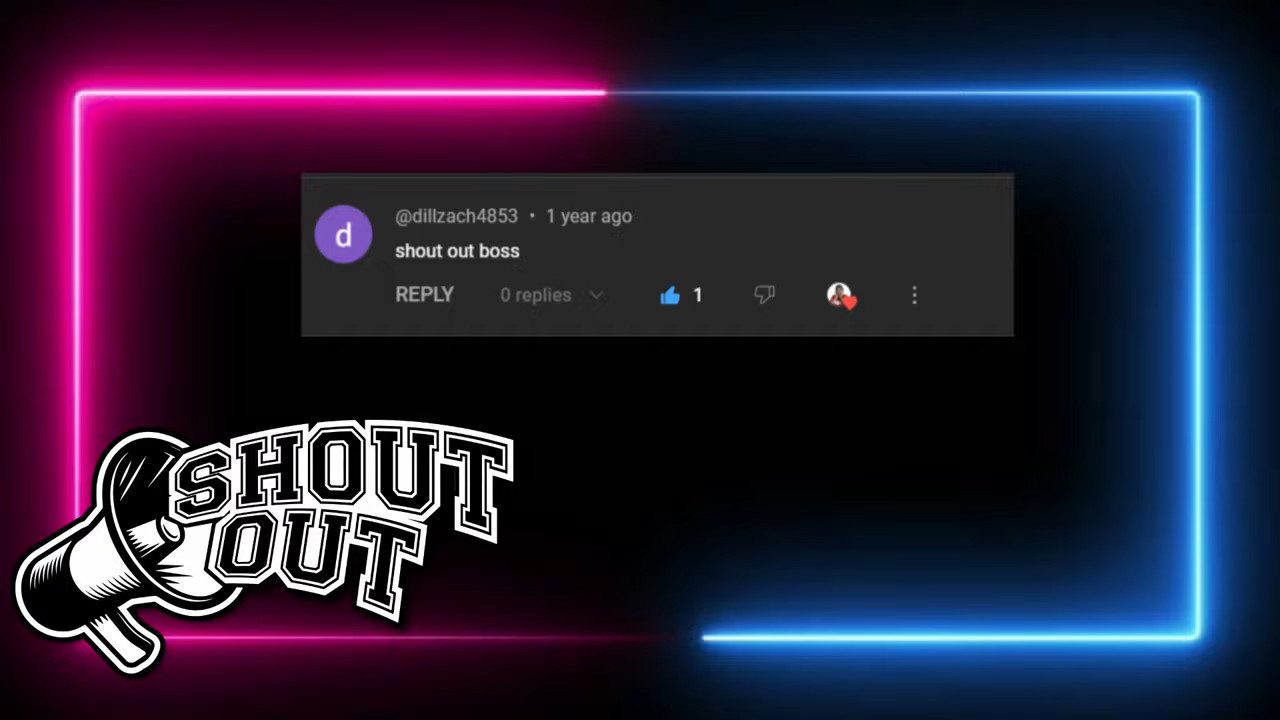 @dillzach4853 • 1 year ago
d
shout out boss
REPLY 0 replies 1
SHOUT
OUT